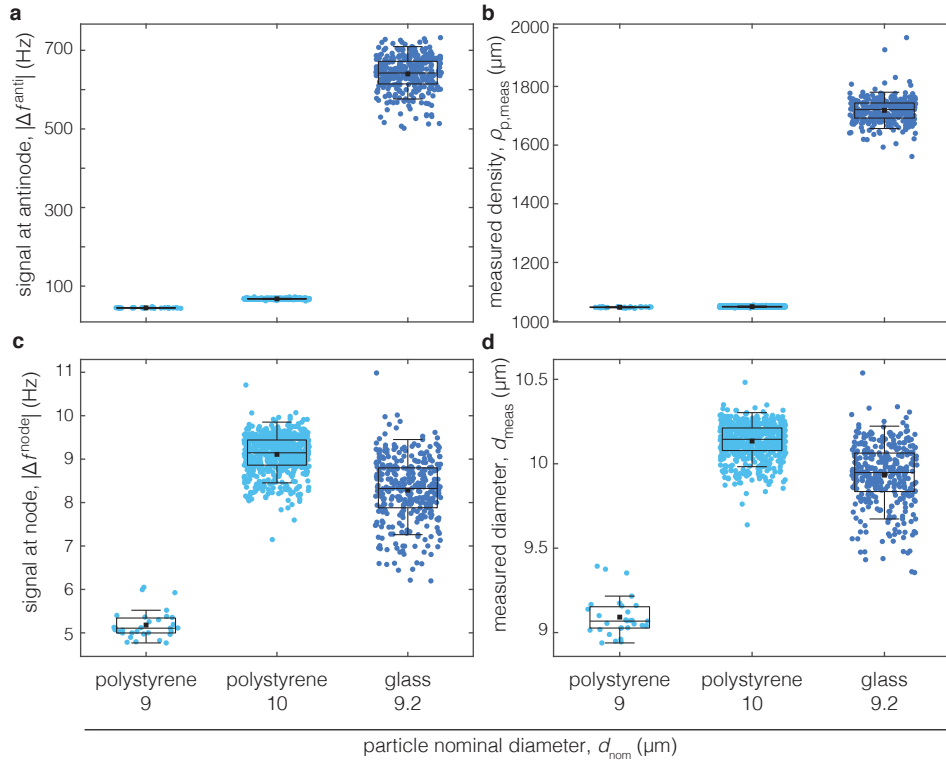 a
signal at antinode, |Δf^anti| (Hz)
700
500
300
100
b
measured density, ρp,meas (μm)
2000
1800
1600
1400
1200
1000
c
signal at node, |Δf^node| (Hz)
11
10
9
8
7
6
5
d
measured diameter, dmeas (μm)
10.5
10
9.5
9
polystyrene
9
polystyrene
10
glass
9.2
polystyrene
9
polystyrene
10
glass
9.2
particle nominal diameter, dnom (μm)